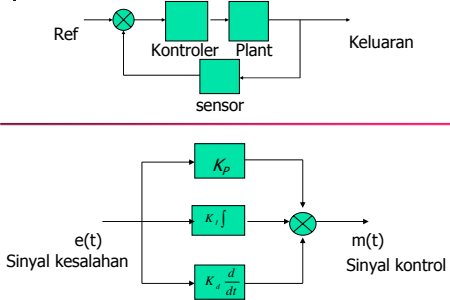 Ref
Kontroler
Plant
Keluaran
sensor
K_P
K_I ∫
e(t)
m(t)
Sinyal kesalahan
Sinyal kontrol
K_d d/dt